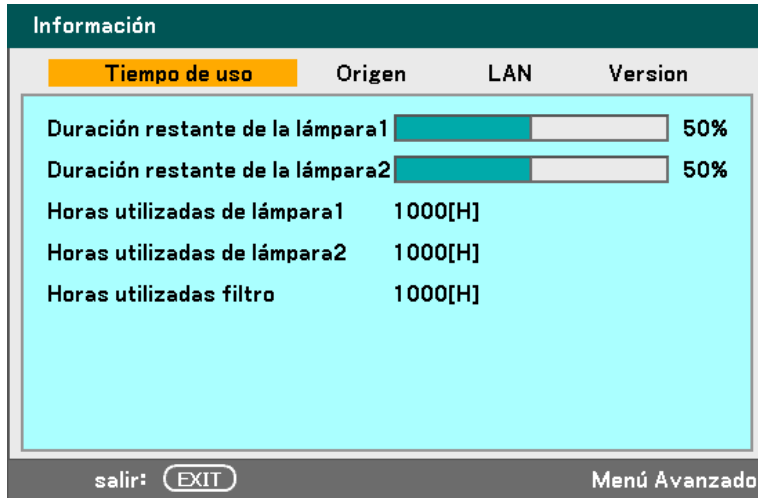 Información
Tiempo de uso Origen LAN Version
Duración restante de la lámpara1 50%
Duración restante de la lámpara2 50%
Horas utilizadas de lámpara1 1000[H]
Horas utilizadas de lámpara2 1000[H]
Horas utilizadas filtro 1000[H]
salir: EXIT Menú Avanzado